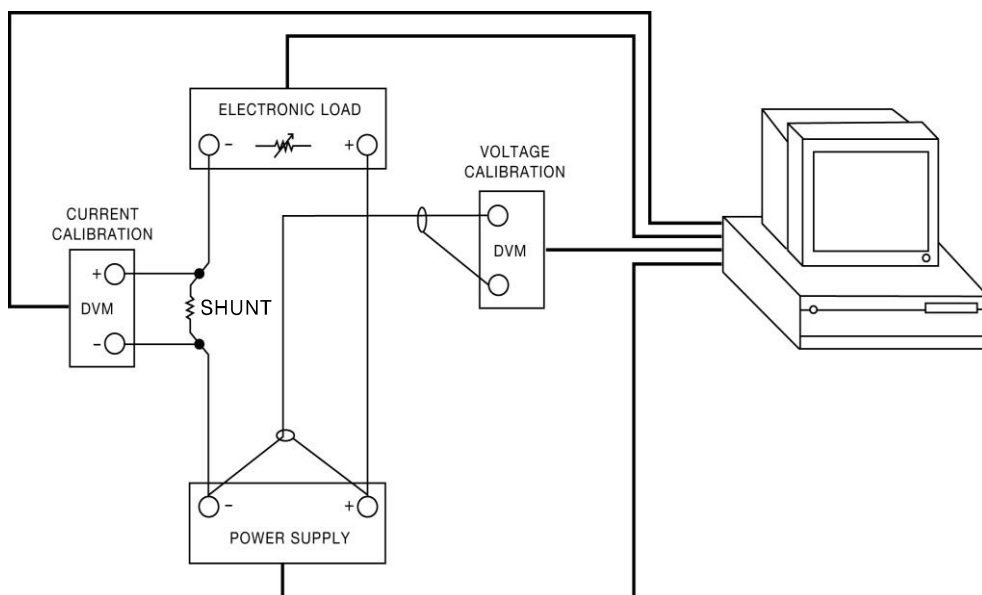 ELECTRONIC LOAD
- +
VOLTAGE
CALIBRATION
CURRENT
CALIBRATION
+
DVM
-
SHUNT
DVM
- +
POWER SUPPLY